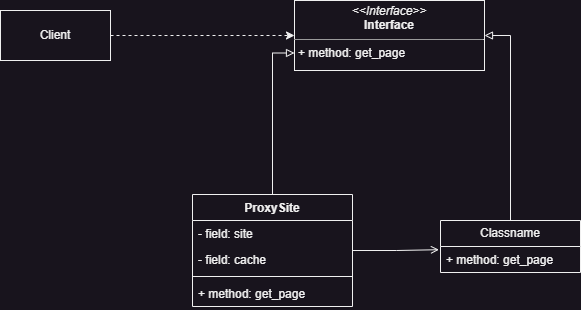 Client
<<Interface>>
Interface
+ method: get_page
ProxySite
- field: site
- field: cache
+ method: get_page
Classname
+ method: get_page